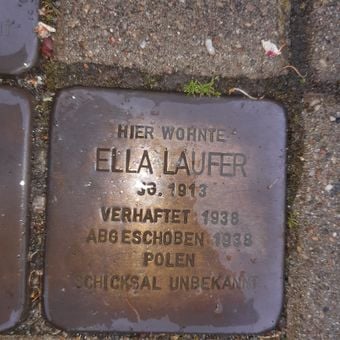 HIER WOHNTE
ELLA LAUFER
JG. 1913
VERHAFTET 1938
ABGESCHOBEN 1938
POLEN
SCHICKSAL UNBEKANNT